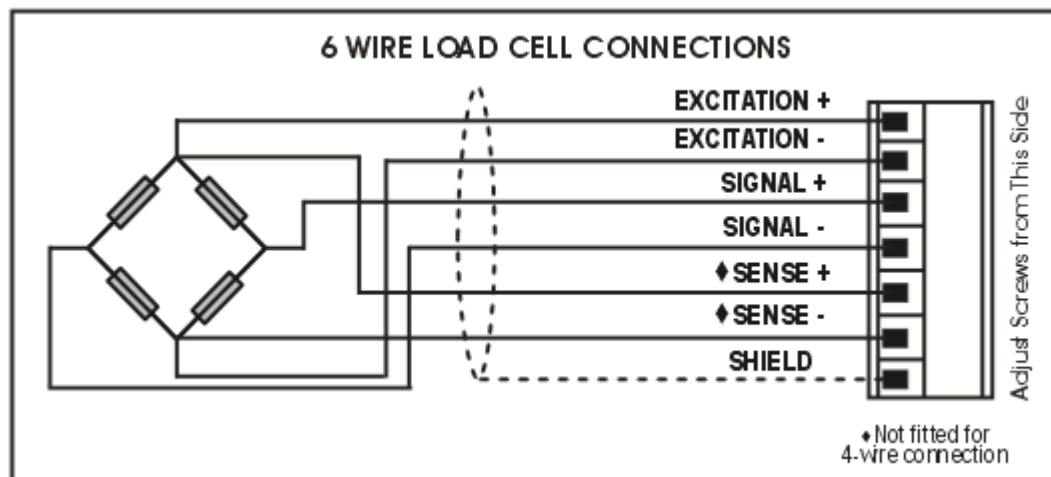 6 WIRE LOAD CELL CONNECTIONS
EXCITATION +
EXCITATION -
SIGNAL +
SIGNAL -
♦SENSE +
♦SENSE -
SHIELD
Adjust Screws from This Side
♦Not fitted for
4-wire connection